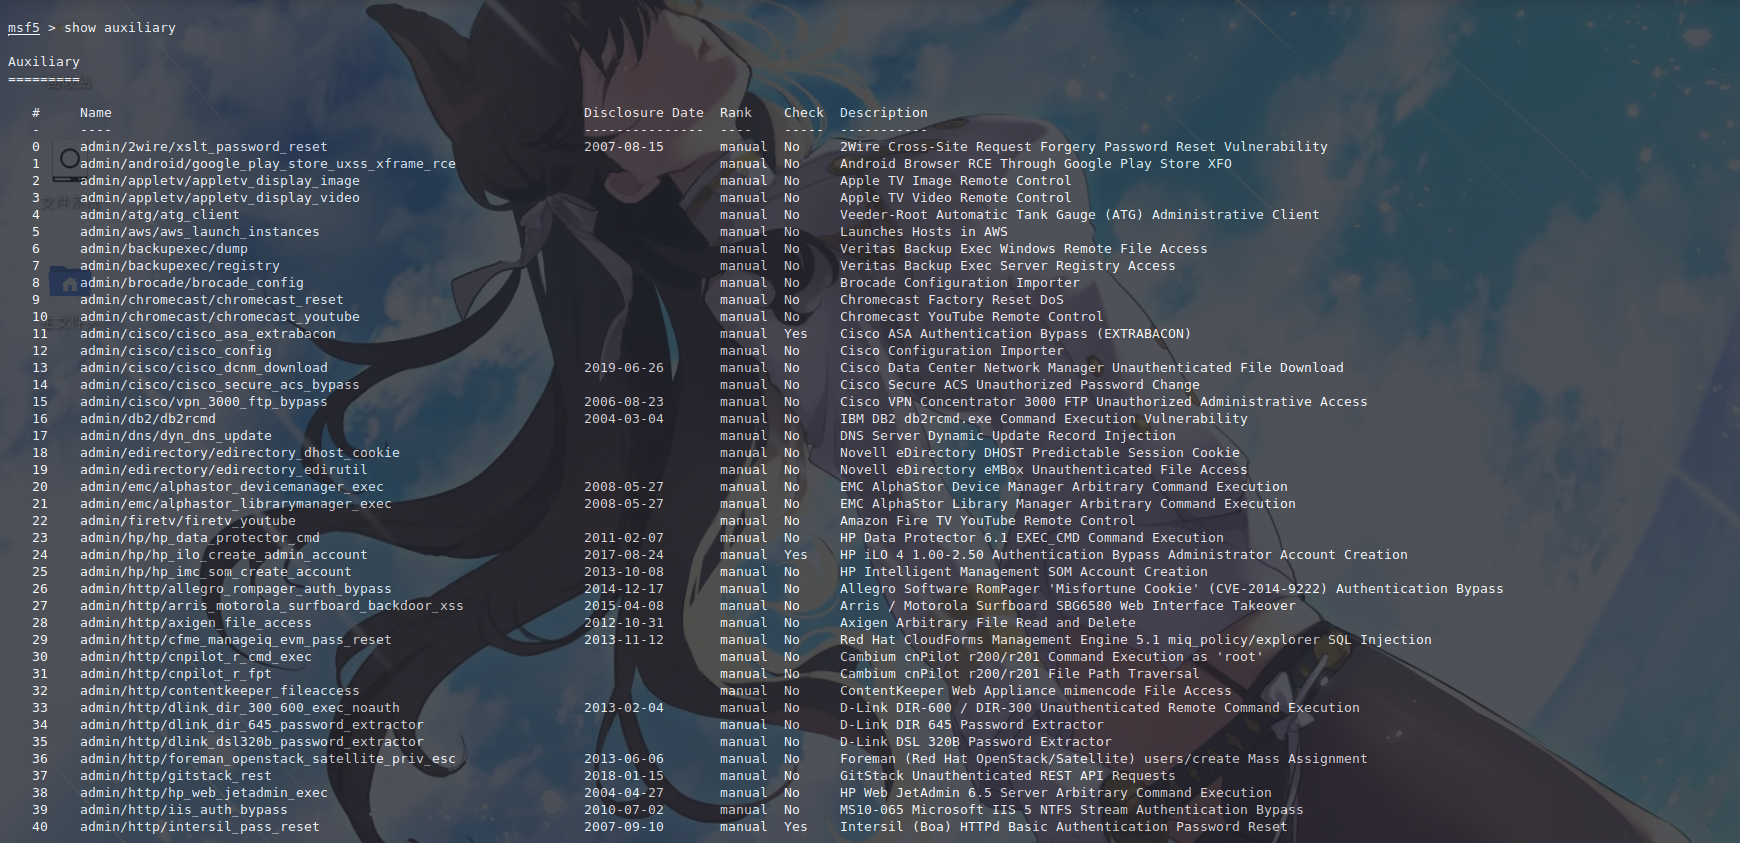 msf5 > show auxiliary
Auxiliary
=========
# Name Disclosure Date Rank Check Description
- ---- --------------- ---- ----- -----------
0 admin/2wire/xslt_password_reset 2007-08-15 manual No 2Wire Cross-Site Request Forgery Password Reset Vulnerability
1 admin/android/google_play_store_uxss_xframe_rce manual No Android Browser RCE Through Google Play Store XFO
2 admin/appletv/appletv_display_image manual No Apple TV Image Remote Control
3 admin/appletv/appletv_display_video manual No Apple TV Video Remote Control
4 admin/atg/atg_client manual No Veeder-Root Automatic Tank Gauge (ATG) Administrative Client
5 admin/aws/aws_launch_instances manual No Launches Hosts in AWS
6 admin/backupexec/dump manual No Veritas Backup Exec Windows Remote File Access
7 admin/backupexec/registry manual No Veritas Backup Exec Server Registry Access
8 admin/brocade/brocade_config manual No Brocade Configuration Importer
9 admin/chromecast/chromecast_reset manual No Chromecast Factory Reset DoS
10 admin/chromecast/chromecast_youtube manual No Chromecast YouTube Remote Control
11 admin/cisco/cisco_asa_extrabacon manual Yes Cisco ASA Authentication Bypass (EXTRABACON)
12 admin/cisco/cisco_config manual No Cisco Configuration Importer
13 admin/cisco/cisco_dcnm_download 2019-06-26 manual No Cisco Data Center Network Manager Unauthenticated File Download
14 admin/cisco/cisco_secure_acs_bypass manual No Cisco Secure ACS Unauthorized Password Change
15 admin/cisco/vpn_3000_ftp_bypass 2006-08-23 manual No Cisco VPN Concentrator 3000 FTP Unauthorized Administrative Access
16 admin/db2/db2rcmd 2004-03-04 manual No IBM DB2 db2rcmd.exe Command Execution Vulnerability
17 admin/dns/dyn_dns_update manual No DNS Server Dynamic Update Record Injection
18 admin/edirectory/edirectory_dhost_cookie manual No Novell eDirectory DHOST Predictable Session Cookie
19 admin/edirectory/edirectory_edirutil manual No Novell eDirectory eMBox Unauthenticated File Access
20 admin/emc/alphastor_devicemanager_exec 2008-05-27 manual No EMC AlphaStor Device Manager Arbitrary Command Execution
21 admin/emc/alphastor_librarymanager_exec 2008-05-27 manual No EMC AlphaStor Library Manager Arbitrary Command Execution
22 admin/firetv/firetv_youtube manual No Amazon Fire TV YouTube Remote Control
23 admin/hp/hp_data_protector_cmd 2011-02-07 manual No HP Data Protector 6.1 EXEC_CMD Command Execution
24 admin/hp/hp_ilo_create_admin_account 2017-08-24 manual Yes HP iLO 4 1.00-2.50 Authentication Bypass Administrator Account Creation
25 admin/hp/hp_imc_som_create_account 2013-10-08 manual No HP Intelligent Management SOM Account Creation
26 admin/http/allegro_rompager_auth_bypass 2014-12-17 manual No Allegro Software RomPager 'Misfortune Cookie' (CVE-2014-9222) Authentication Bypass
27 admin/http/arris_motorola_surfboard_backdoor_xss 2015-04-08 manual No Arris / Motorola Surfboard SBG6580 Web Interface Takeover
28 admin/http/axigen_file_access 2012-10-31 manual No Axigen Arbitrary File Read and Delete
29 admin/http/cfme_manageiq_evm_pass_reset 2013-11-12 manual No Red Hat CloudForms Management Engine 5.1 miq_policy/explorer SQL Injection
30 admin/http/cnpilot_r_cmd_exec manual No Cambium cnPilot r200/r201 Command Execution as 'root'
31 admin/http/cnpilot_r_fpt manual No Cambium cnPilot r200/r201 File Path Traversal
32 admin/http/contentkeeper_fileaccess manual No ContentKeeper Web Appliance mimencode File Access
33 admin/http/dlink_dir_300_600_exec_noauth 2013-02-04 manual No D-Link DIR-600 / DIR-300 Unauthenticated Remote Command Execution
34 admin/http/dlink_dir_645_password_extractor manual No D-Link DIR 645 Password Extractor
35 admin/http/dlink_dsl320b_password_extractor manual No D-Link DSL 320B Password Extractor
36 admin/http/foreman_openstack_satellite_priv_esc 2013-06-06 manual No Foreman (Red Hat OpenStack/Satellite) users/create Mass Assignment
37 admin/http/gitstack_rest 2018-01-15 manual No GitStack Unauthenticated REST API Requests
38 admin/http/hp_web_jetadmin_exec 2004-04-27 manual No HP Web JetAdmin 6.5 Server Arbitrary Command Execution
39 admin/http/iis_auth_bypass 2010-07-02 manual No MS10-065 Microsoft IIS 5 NTFS Stream Authentication Bypass
40 admin/http/intersil_pass_reset 2007-09-10 manual Yes Intersil (Boa) HTTPd Basic Authentication Password Reset